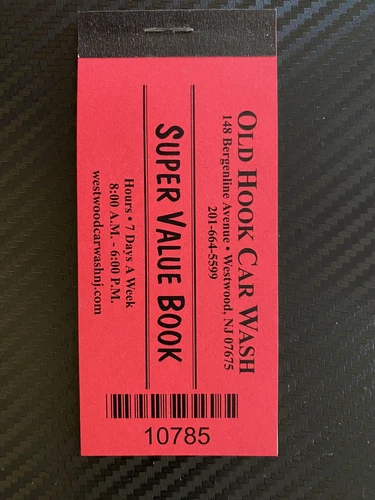 OLD HOOK CAR WASH
148 Bergenline Avenue • Westwood, NJ 07675
201-664-5599
SUPER VALUE BOOK
Hours • 7 Days A Week
8:00 A.M. - 6:00 P.M.
westwoodcarwashnj.com
10785